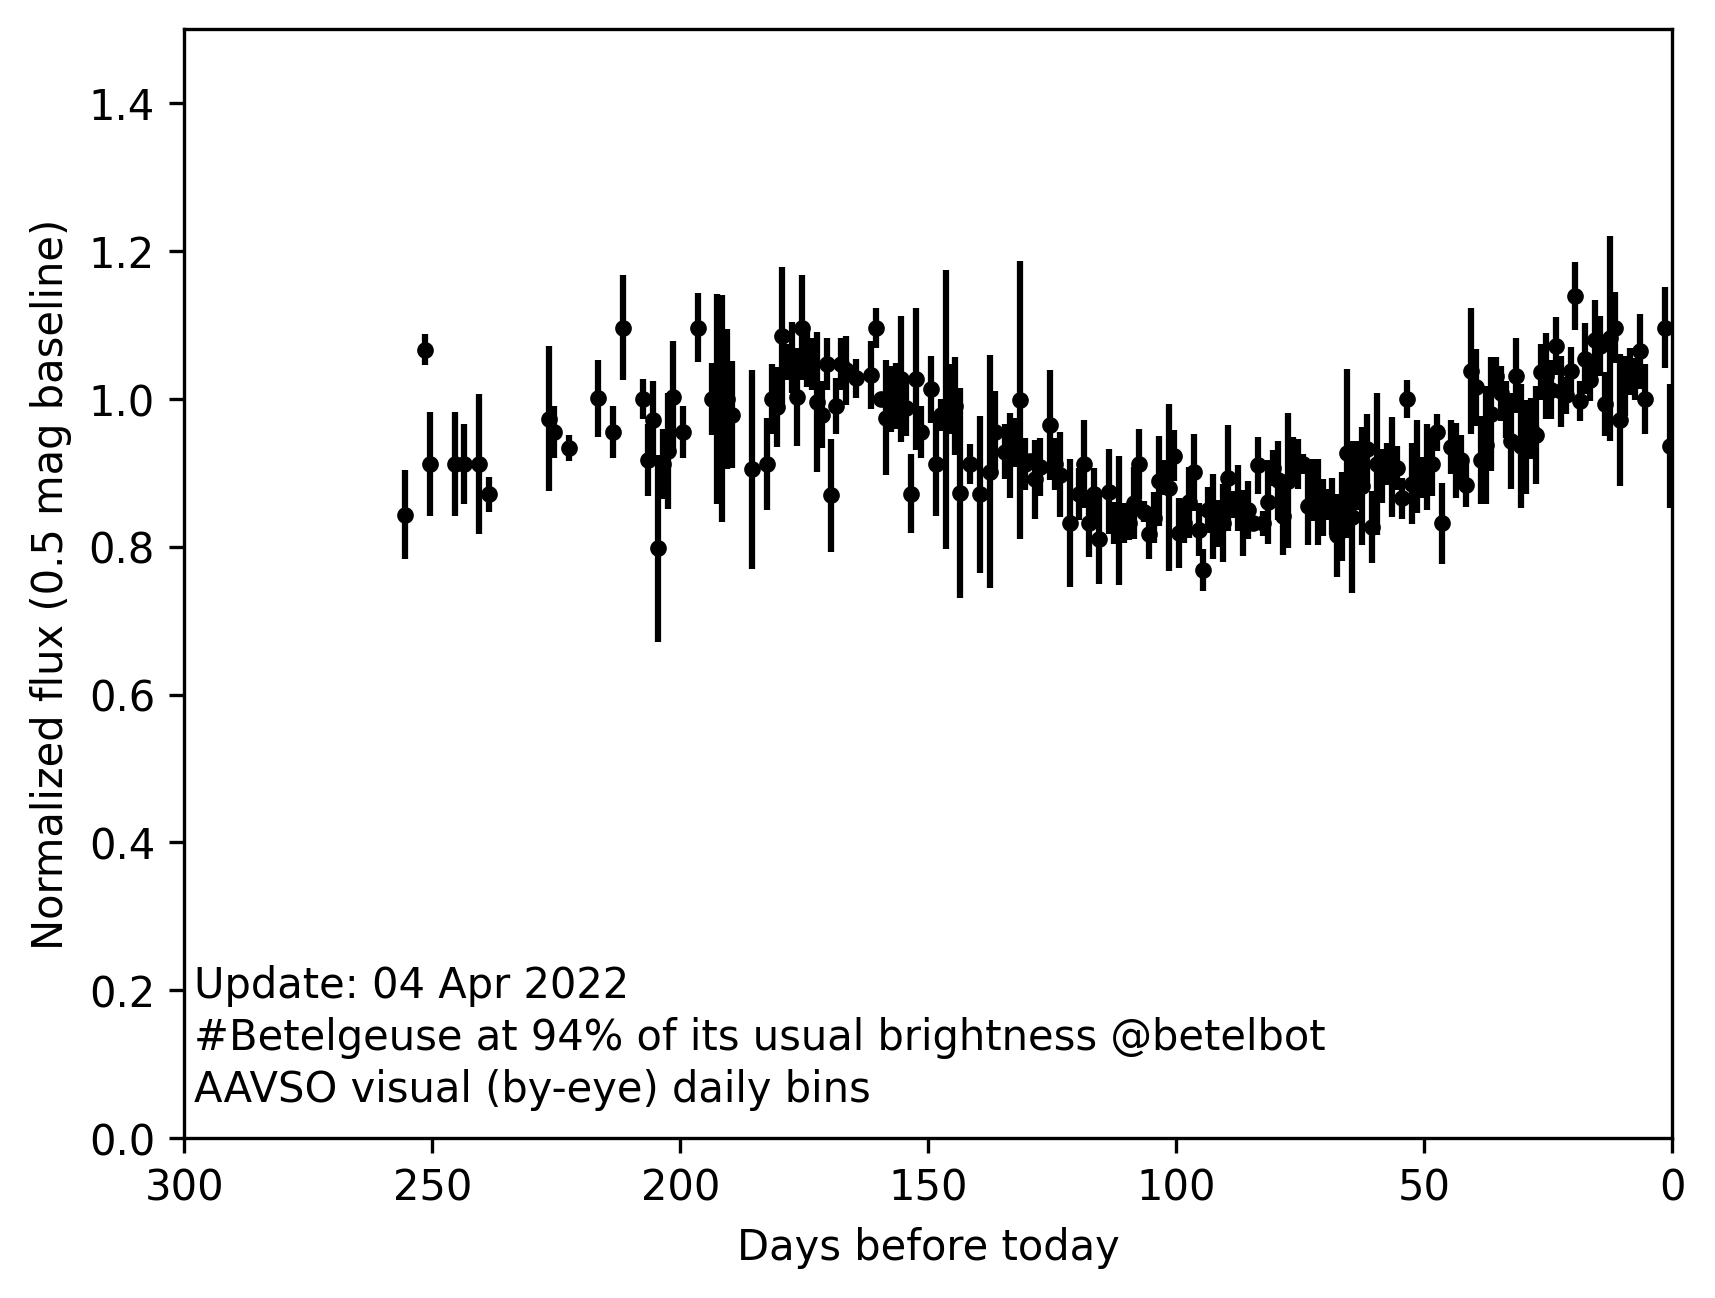 1.4
1.2
1.0
0.8
0.6
0.4
0.2
0.0
Normalized flux (0.5 mag baseline)
Update: 04 Apr 2022
#Betelgeuse at 94% of its usual brightness @betelbot
AAVSO visual (by-eye) daily bins
300 250 200 150 100 50 0
Days before today